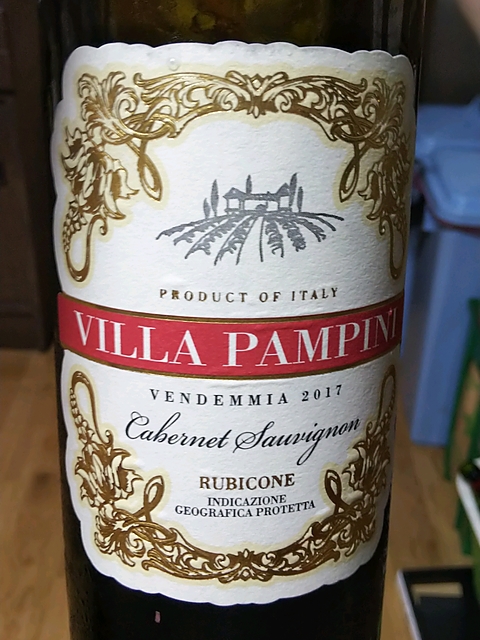 PRODUCT OF ITALY
VILLA PAMPINI
VENDEMMIA 2017
Cabernet Sauvignon
RUBICONE
INDICAZIONE
GEOGRAFICA PROTETTA